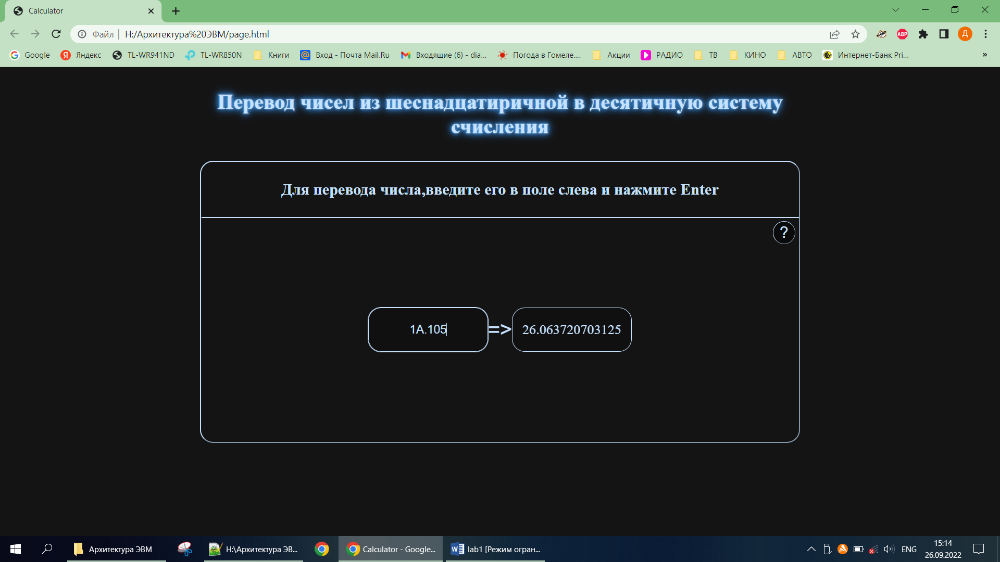 Calculator
Файл | H:/Архитектура%20ЭВМ/page.html
ABP
Д
Google Яндекс TL-WR941ND TL-WR850N Книги Вход - Почта Mail.Ru Входящие (6) - dia... Погода в Гомеле.... Акции РАДИО ТВ КИНО АВТО Интернет-Банк Pri... »
Перевод чисел из шеснадцатиричной в десятичную систему
счисления
Для перевода числа,введите его в поле слева и нажмите Enter
?
1A.105 => 26.063720703125
Архитектура ЭВМ H:\Архитектура ЭВ... Calculator - Google... lab1 [Режим огран... ENG
15:14
26.09.2022